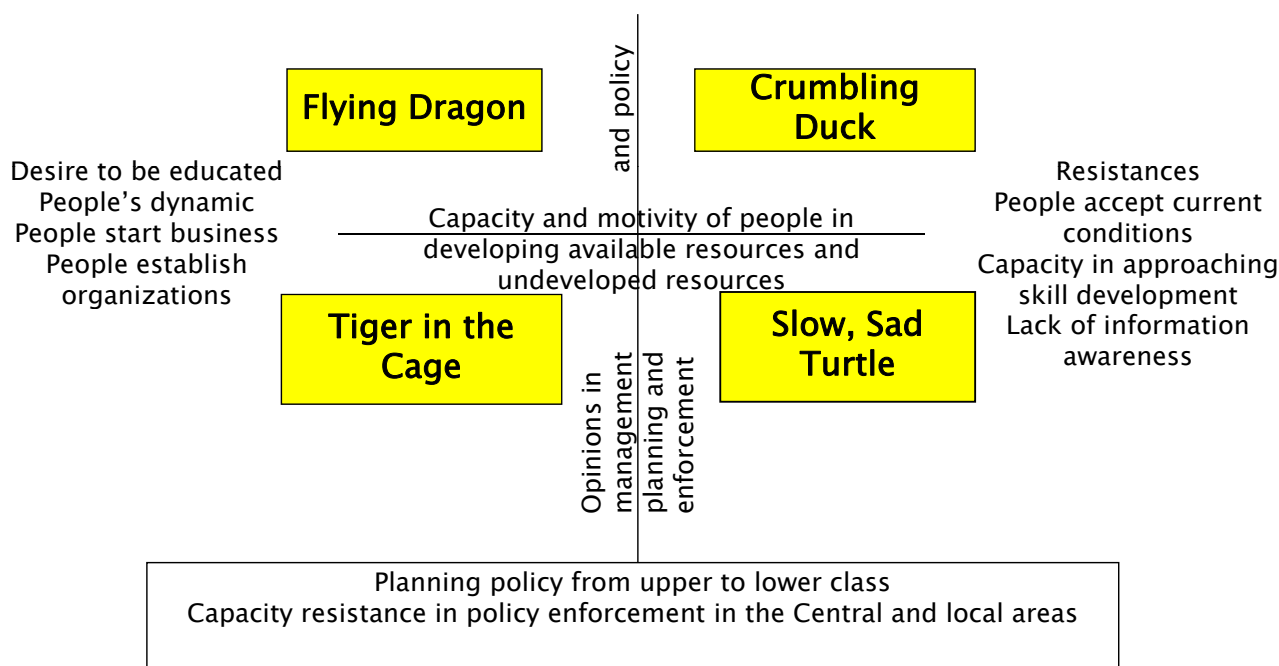 and policy
Flying Dragon
Crumbling
Duck
Desire to be educated
People’s dynamic
People start business
People establish
organizations
Capacity and motivity of people in
developing available resources and
undeveloped resources
Resistances
People accept current
conditions
Capacity in approaching
skill development
Lack of information
awareness
Tiger in the
Cage
Slow, Sad
Turtle
Opinions in
management
planning and
enforcement
Planning policy from upper to lower class
Capacity resistance in policy enforcement in the Central and local areas